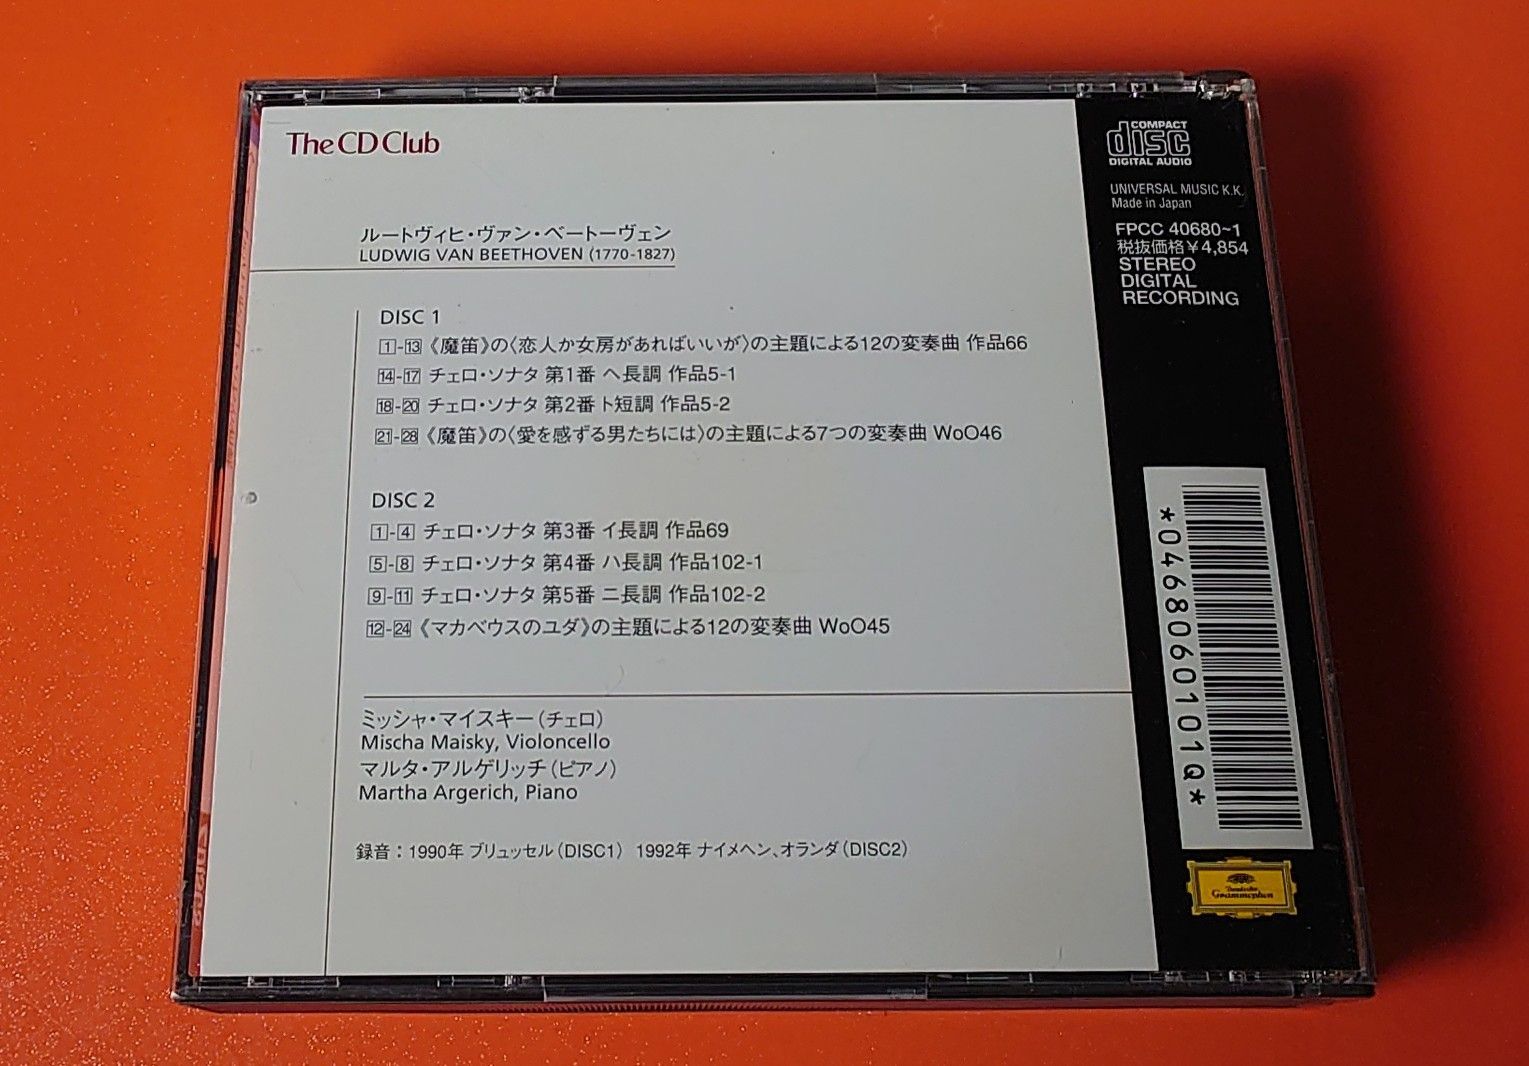 The CD Club
ルートヴィヒ・ヴァン・ベートーヴェン
LUDWIG VAN BEETHOVEN (1770-1827)
DISC 1
1-13《魔笛》の〈恋人か女房があればいいが〉の主題による12の変奏曲 作品66
14-17 チェロ・ソナタ 第1番 ヘ長調 作品5-1
18-20 チェロ・ソナタ 第2番 ト短調 作品5-2
21-28《魔笛》の〈愛を感ずる男たちには〉の主題による7つの変奏曲 WoO46
DISC 2
1-4 チェロ・ソナタ 第3番 イ長調 作品69
5-8 チェロ・ソナタ 第4番 ハ長調 作品102-1
9-11 チェロ・ソナタ 第5番 ニ長調 作品102-2
12-24《マカベウスのユダ》の主題による12の変奏曲 WoO45
ミッシャ・マイスキー(チェロ)
Mischa Maisky, Violoncello
マルタ・アルゲリッチ(ピアノ)
Martha Argerich, Piano
録音：1990年 ブリュッセル(DISC1) 1992年 ナイメヘン、オランダ(DISC2)
COMPACT
disc
DIGITAL AUDIO
UNIVERSAL MUSIC K.K.
Made in Japan
FPCC 40680~1
税抜価格¥4,854
STEREO
DIGITAL
RECORDING
*0468060101Q*
Deutsche
Grammophon